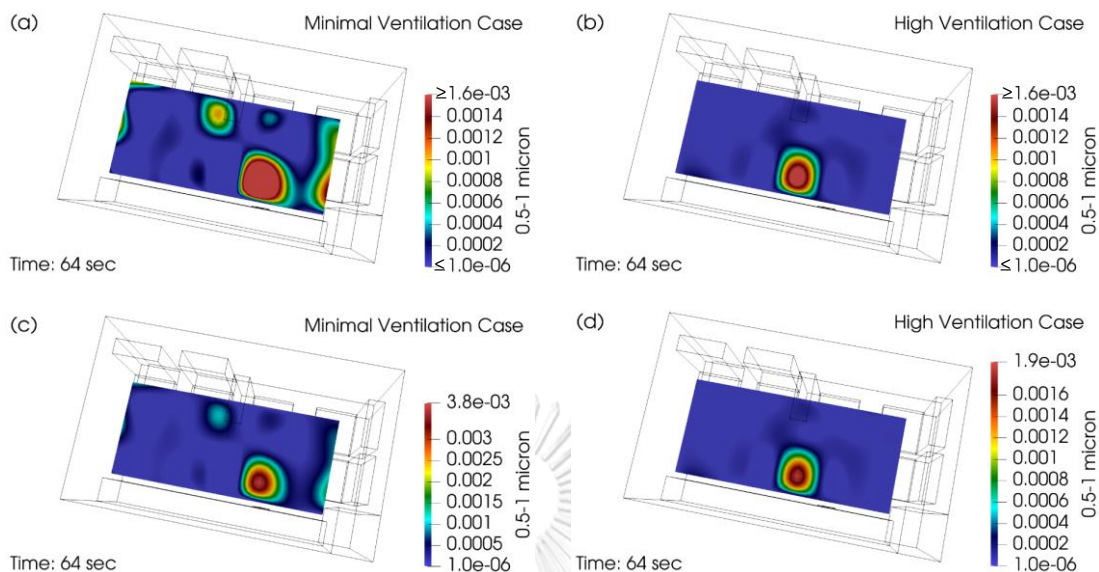 (a) Minimal Ventilation Case
≥1.6e-03
0.0014
0.0012
0.001
0.0008
0.0006
0.0004
0.0002
≤1.0e-06
0.5-1 micron
Time: 64 sec
(b) High Ventilation Case
≥1.6e-03
0.0014
0.0012
0.001
0.0008
0.0006
0.0004
0.0002
≤1.0e-06
0.5-1 micron
Time: 64 sec
(c) Minimal Ventilation Case
3.8e-03
0.003
0.0025
0.002
0.0015
0.001
0.0005
1.0e-06
0.5-1 micron
Time: 64 sec
(d) High Ventilation Case
1.9e-03
0.0016
0.0014
0.0012
0.001
0.0008
0.0006
0.0004
0.0002
1.0e-06
0.5-1 micron
Time: 64 sec